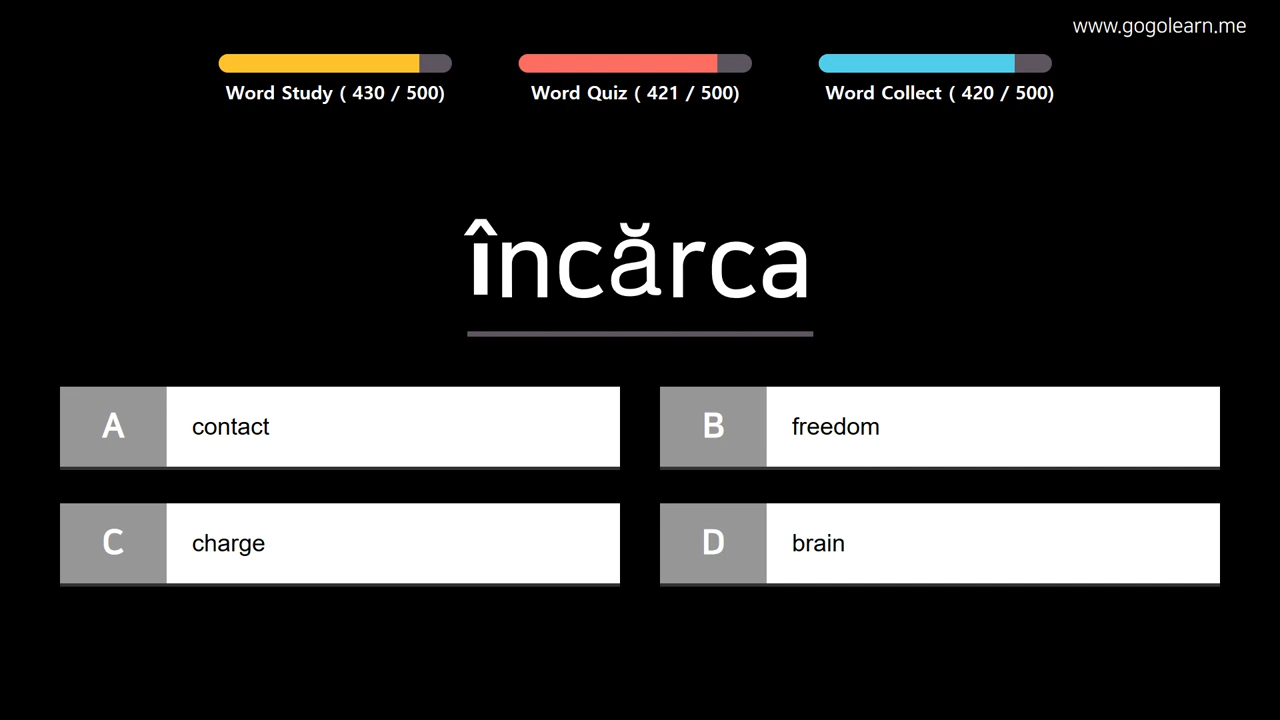 www.gogolearn.me
Word Study ( 430 / 500)
Word Quiz ( 421 / 500)
Word Collect ( 420 / 500)
încărca
A contact
B freedom
C charge
D brain